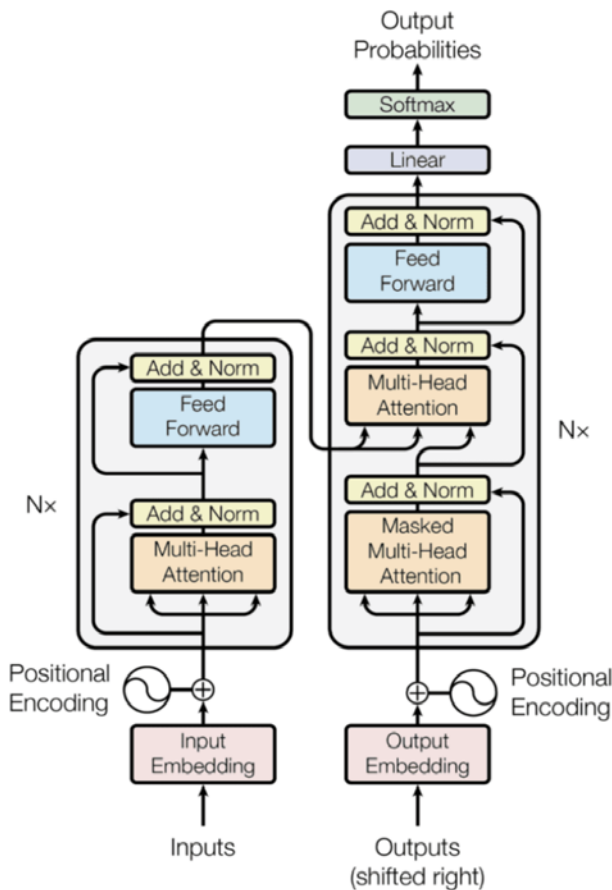 Output
Probabilities
Softmax
Linear
Add & Norm
Feed
Forward
Add & Norm
Multi-Head
Attention
Add & Norm
Masked
Multi-Head
Attention
N×
Add & Norm
Feed
Forward
Add & Norm
Multi-Head
Attention
N×
Positional
Encoding
Positional
Encoding
Input
Embedding
Output
Embedding
Inputs
Outputs
(shifted right)